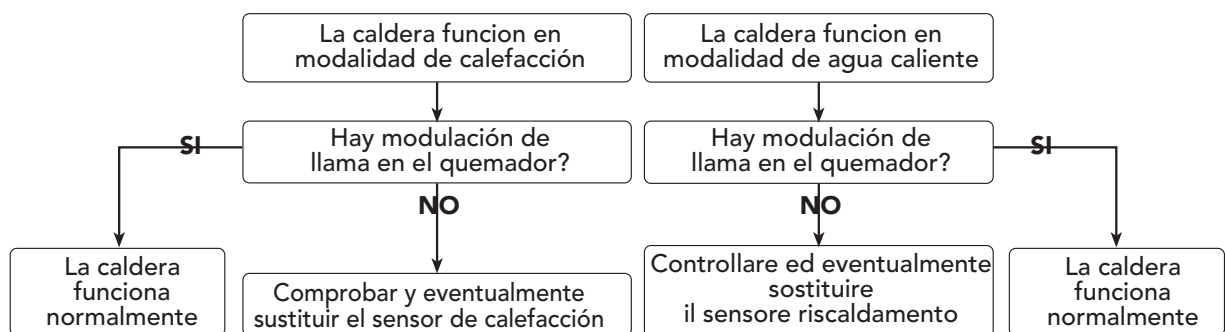 La caldera funcion en
modalidad de calefacción
La caldera funcion en
modalidad de agua caliente
Hay modulación de
llama en el quemador?
Hay modulación de
llama en el quemador?
SI
SI
NO
NO
La caldera
funciona
normalmente
Comprobar y eventualmente
sustituir el sensor de calefacción
Controllare ed eventualmente
sostituire
il sensore riscaldamento
La caldera
funciona
normalmente